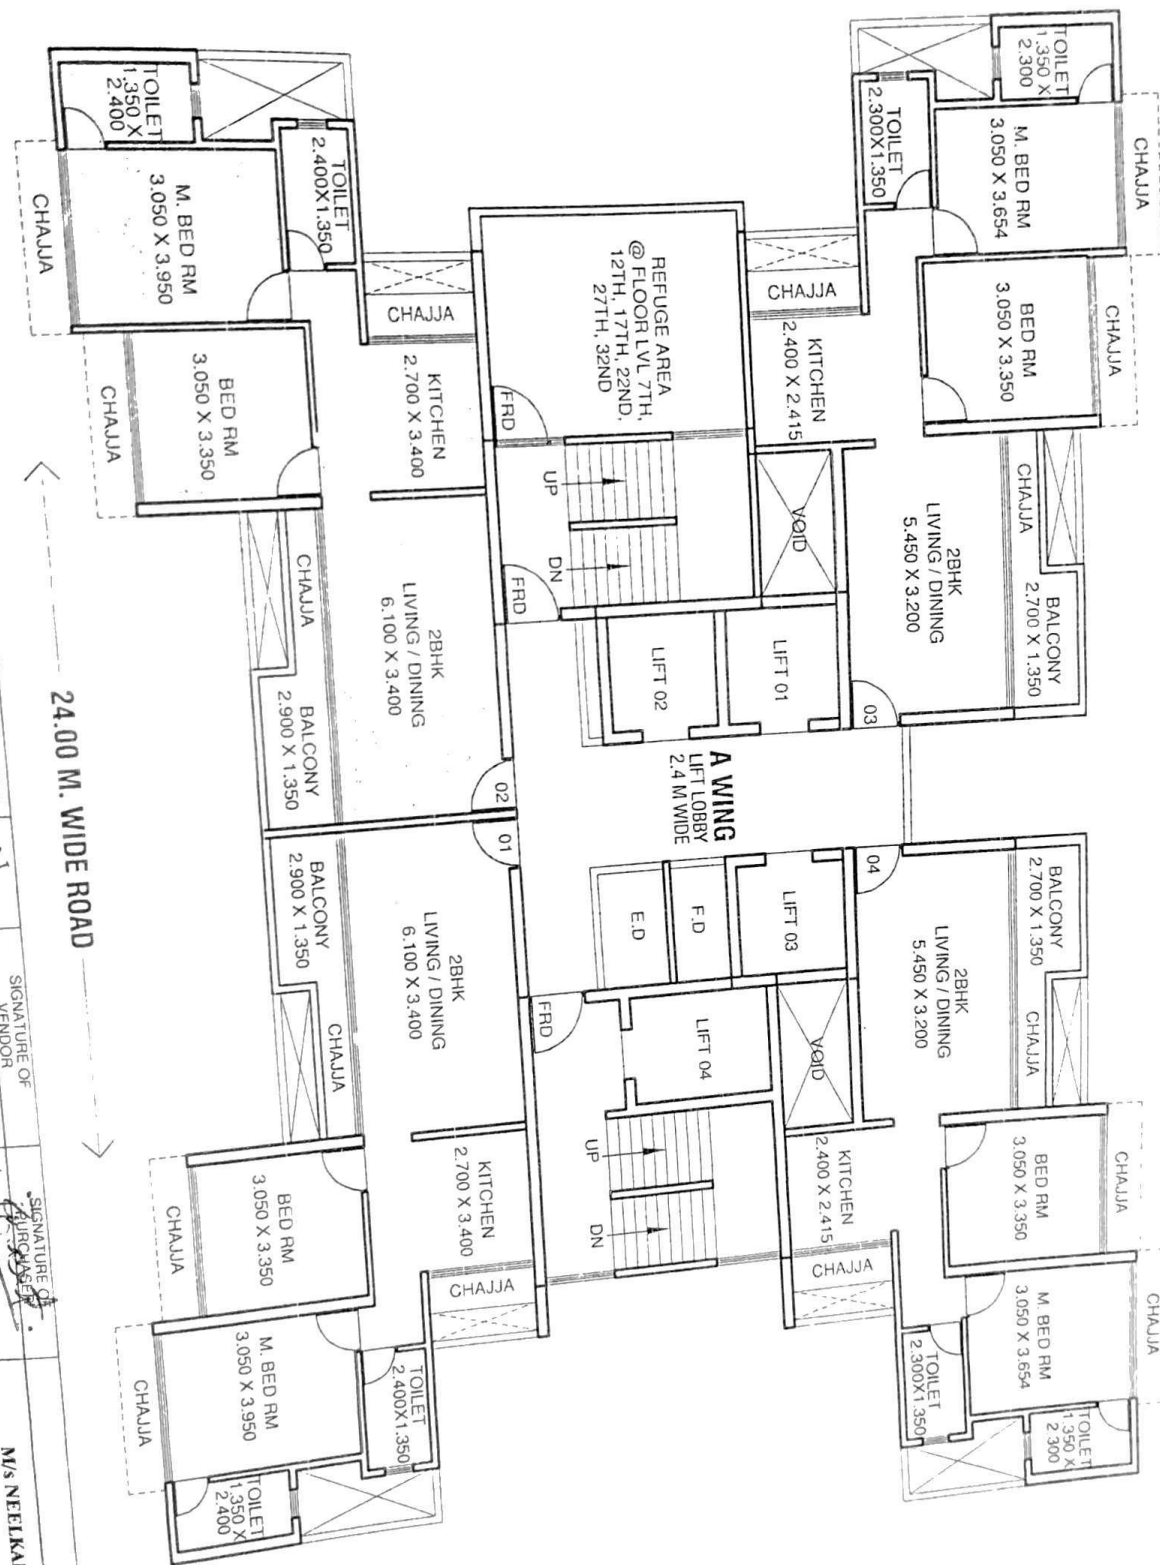 TOILET
1.350 X
2.400
TOILET
2.400X1.350
M. BED RM
3.050 X 3.950
CHAJJA
BED RM
3.050 X 3.350
CHAJJA
CHAJJA
KITCHEN
2.700 X 3.400
2BHK
LIVING / DINING
6.100 X 3.400
CHAJJA
BALCONY
2.900 X 1.350
02
REFUGE AREA
@ FLOOR LVL 7TH,
12TH, 17TH, 22ND,
27TH, 32ND
FRD
UP
DN
FRD
CHAJJA
KITCHEN
2.400 X 2.415
VOID
TOILET
1.350 X
2.300
TOILET
2.300X1.350
M. BED RM
3.050 X 3.654
CHAJJA
BED RM
3.050 X 3.350
CHAJJA
2BHK
LIVING / DINING
5.450 X 3.200
CHAJJA
BALCONY
2.700 X 1.350
03
LIFT 01
LIFT 02
A WING
LIFT LOBBY
2.4 M WIDE
01
04
LIFT 03
F.D
E.D
LIFT 04
FRD
VOID
BALCONY
2.700 X 1.350
CHAJJA
2BHK
LIVING / DINING
5.450 X 3.200
BALCONY
2.900 X 1.350
CHAJJA
2BHK
LIVING / DINING
6.100 X 3.400
UP
DN
KITCHEN
2.400 X 2.415
CHAJJA
BED RM
3.050 X 3.350
CHAJJA
M. BED RM
3.050 X 3.654
CHAJJA
TOILET
2.300X1.350
TOILET
1.350 X
2.300
KITCHEN
2.700 X 3.400
CHAJJA
BED RM
3.050 X 3.350
CHAJJA
M. BED RM
3.050 X 3.950
CHAJJA
TOILET
2.400X1.350
TOILET
1.350 X
2.400
24.00 M. WIDE ROAD
SIGNATURE OF
VENDOR
SIGNATURE OF
PURCHASER
M/s NEELKA